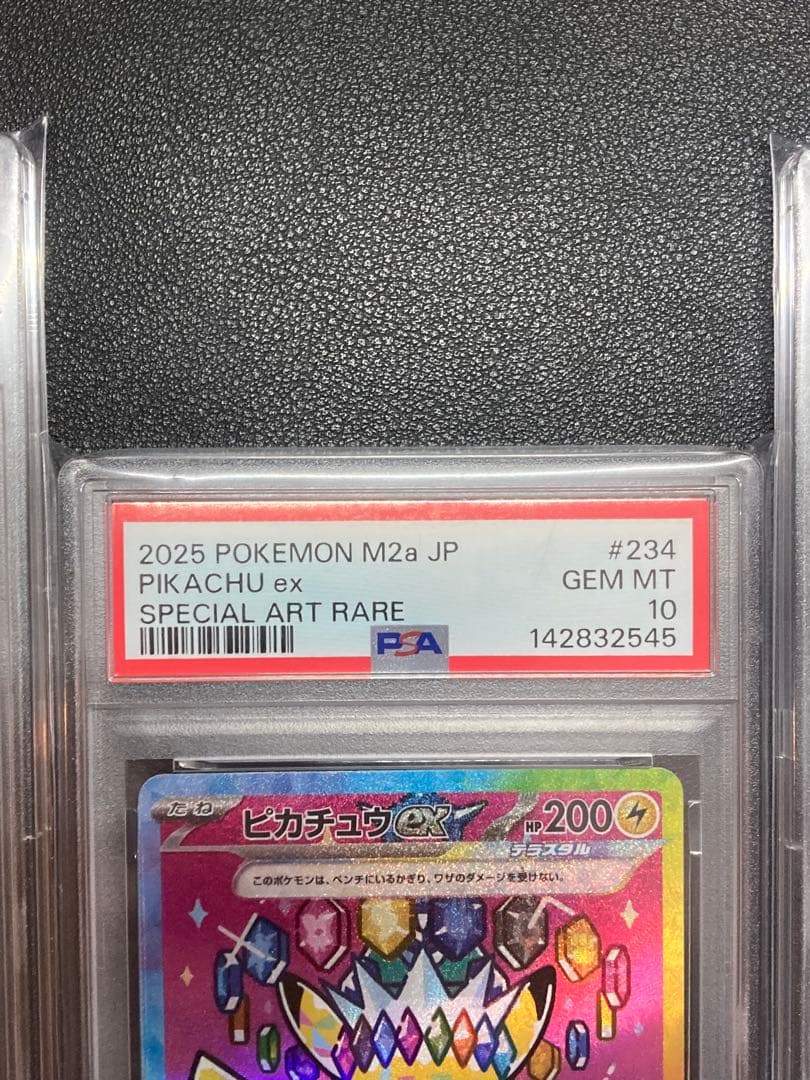 2025 POKEMON M2a JP #234
PIKACHU ex GEM MT
SPECIAL ART RARE 10
PSA 142832545
たね ピカチュウex HP200
テラスタル
このポケモンは、ベンチにいるかぎり、ワザのダメージを受けない。